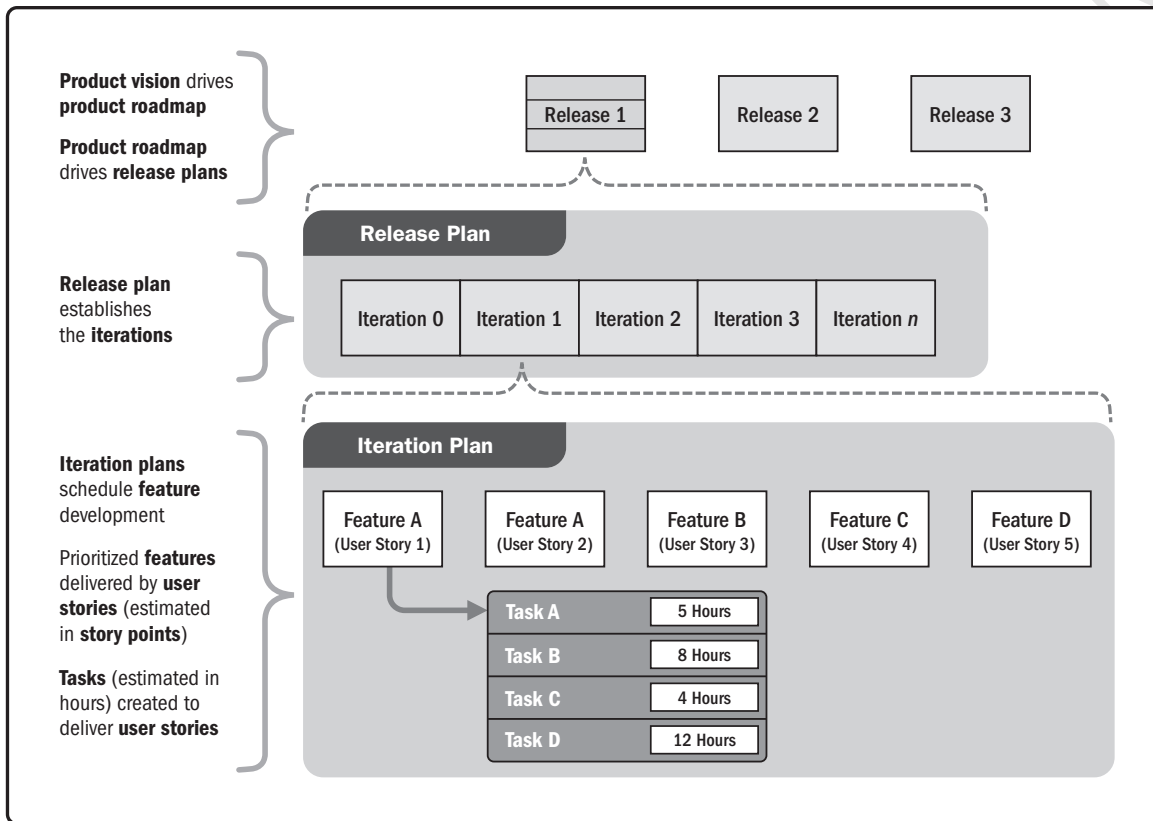 Product vision drives
product roadmap
Product roadmap
drives release plans
Release 1
Release 2
Release 3
Release Plan
Release plan
establishes
the iterations
Iteration 0
Iteration 1
Iteration 2
Iteration 3
Iteration n
Iteration Plan
Iteration plans
schedule feature
development
Prioritized features
delivered by user
stories (estimated
in story points)
Tasks (estimated in
hours) created to
deliver user stories
Feature A
(User Story 1)
Feature A
(User Story 2)
Feature B
(User Story 3)
Feature C
(User Story 4)
Feature D
(User Story 5)
Task A
5 Hours
Task B
8 Hours
Task C
4 Hours
Task D
12 Hours